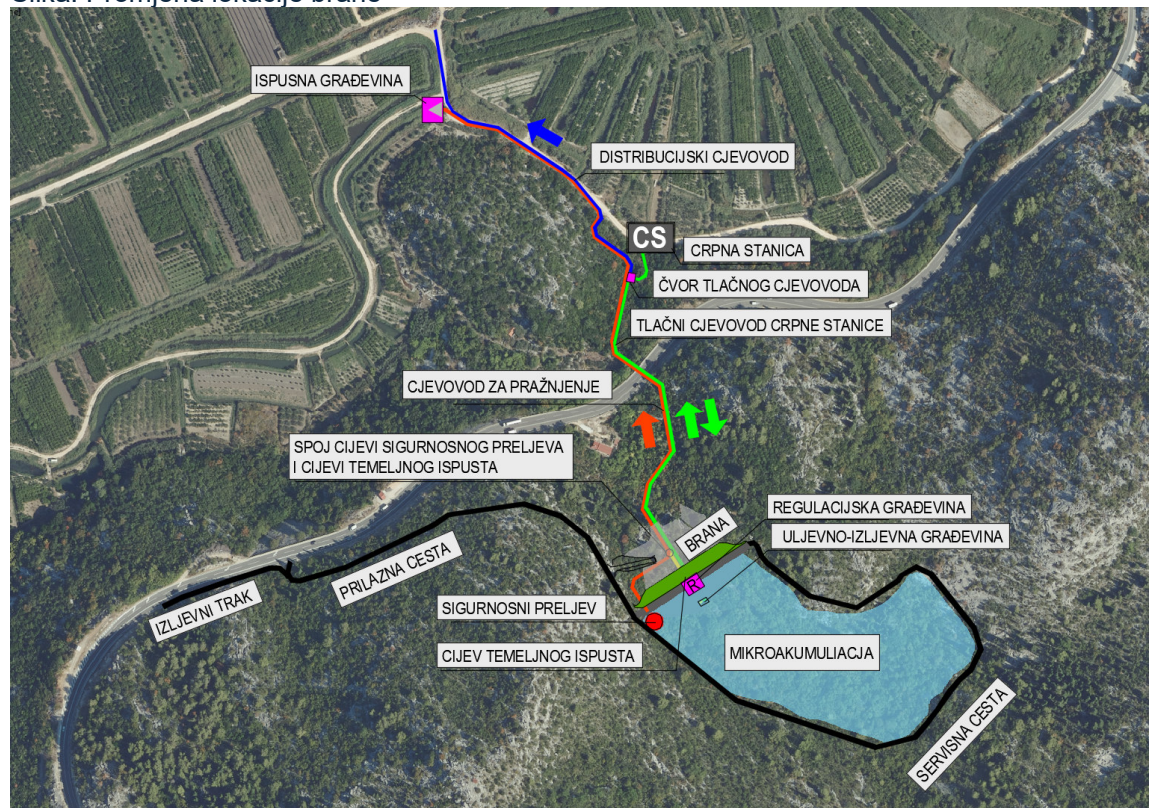 ISPUSNA GRAĐEVINA
DISTRIBUCIJSKI CJEVOVOD
CS
CRPNA STANICA
ČVOR TLAČNOG CJEVOVODA
TLAČNI CJEVOVOD CRPNE STANICE
CJEVOVOD ZA PRAŽNJENJE
SPOJ CIJEVI SIGURNOSNOG PRELJEVA
I CIJEVI TEMELJNOG ISPUSTA
REGULACIJSKA GRAĐEVINA
ULJEVNO-IZLJEVNA GRAĐEVINA
BRANA
PRILAZNA CESTA
IZLJEVNI TRAK
R
SIGURNOSNI PRELJEV
CIJEV TEMELJNOG ISPUSTA
MIKROAKUMULIACJA
SERVISNA CESTA